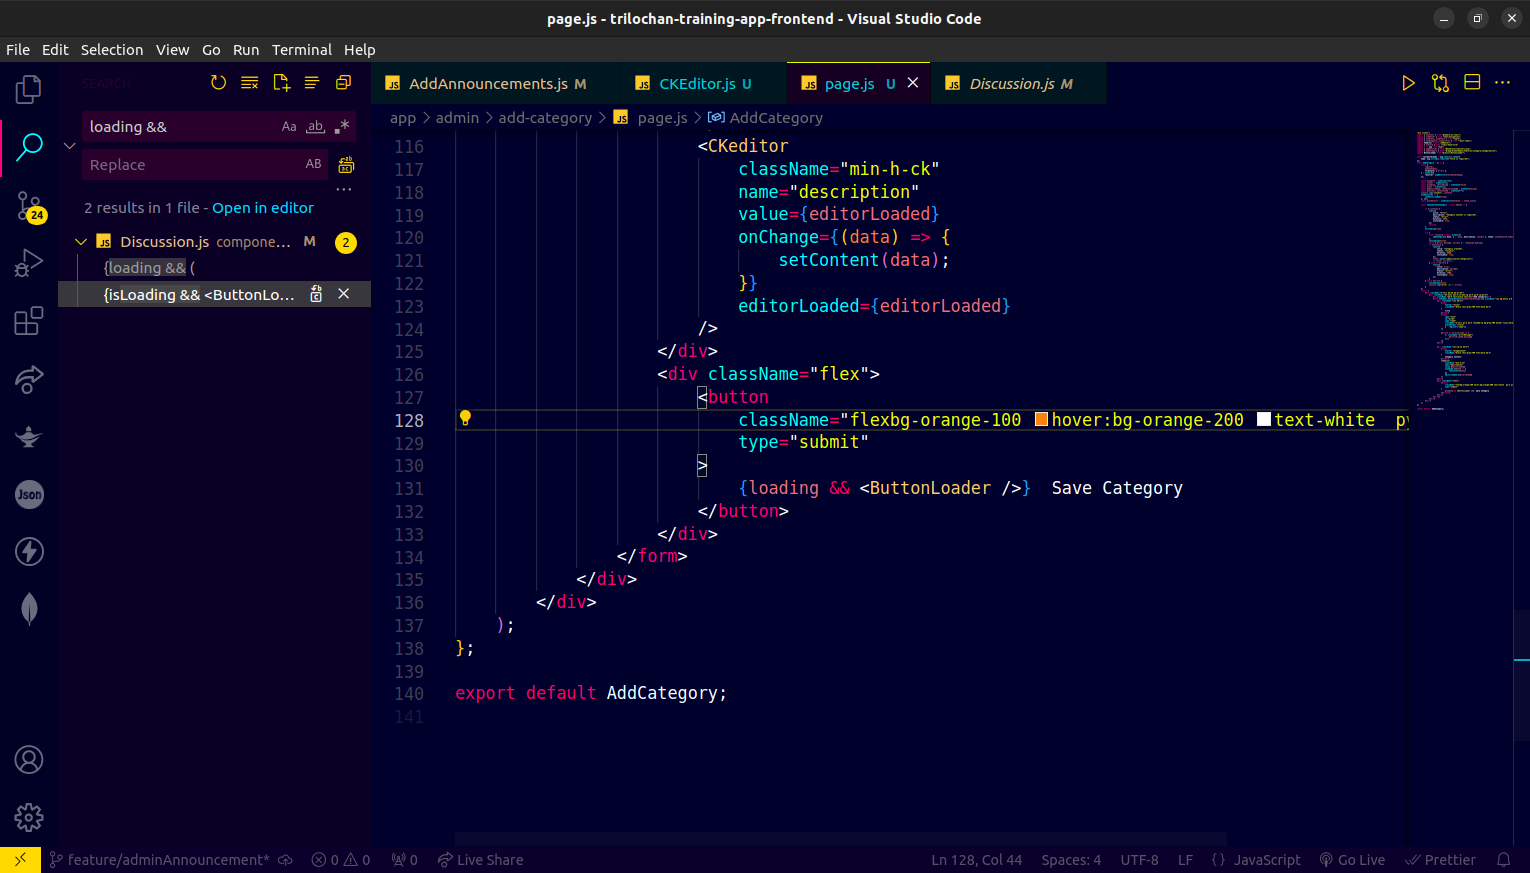 page.js - trilochan-training-app-frontend - Visual Studio Code
File Edit Selection View Go Run Terminal Help
SEARCH
loading && Aa ab .*
Replace AB
2 results in 1 file - Open in editor
Discussion.js compone... M 2
{loading && (
{isLoading && <ButtonLo...
24
Json
JS AddAnnouncements.js M JS CKEditor.js U JS page.js U JS Discussion.js M
app > admin > add-category > JS page.js > AddCategory
116 <CKeditor
117 className="min-h-ck"
118 name="description"
119 value={editorLoaded}
120 onChange={(data) => {
121 setContent(data);
122 }}
123 editorLoaded={editorLoaded}
124 />
125 </div>
126 <div className="flex">
127 <button
128 className="flexbg-orange-100 hover:bg-orange-200 text-white py
129 type="submit"
130 >
131 {loading && <ButtonLoader />} Save Category
132 </button>
133 </div>
134 </form>
135 </div>
136 </div>
137 );
138 };
139
140 export default AddCategory;
141
feature/adminAnnouncement* 0 0 0 Live Share Ln 128, Col 44 Spaces: 4 UTF-8 LF {} JavaScript Go Live Prettier